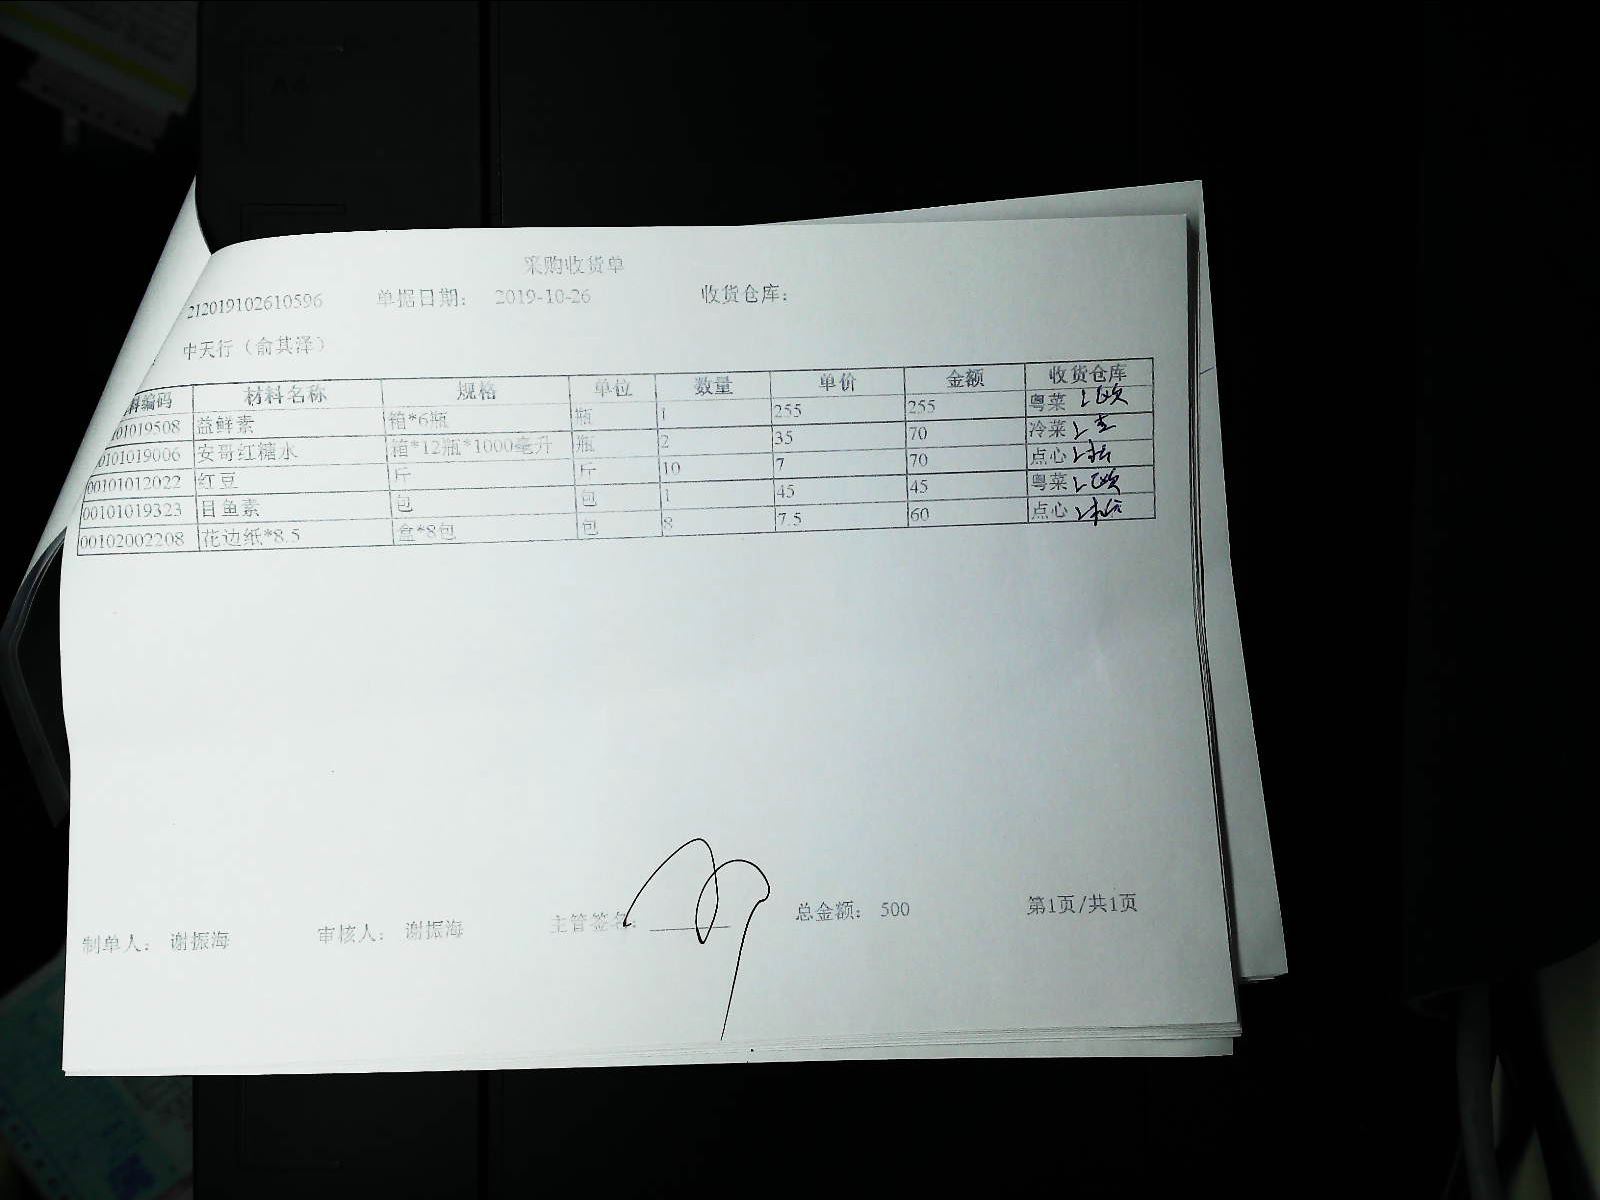 采购收货单
212019102610596 单据日期： 2019-10-26 收货仓库：
中天行（俞其泽）
料编码 材料名称 规格 单位 数量 单价 金额 收货仓库
01019508 益鲜素 箱*6瓶 瓶 1 255 255 粤菜
0101019006 安哥红糖水 箱*12瓶*1000毫升 瓶 2 35 70 冷菜
00101012022 红豆 斤 斤 10 7 70 点心
00101019323 目鱼素 包 包 1 45 45 粤菜
00102002208 花边纸*8.5 盒*8包 包 8 7.5 60 点心
制单人： 谢振海 审核人： 谢振海 主管签名： 总金额： 500 第1页/共1页